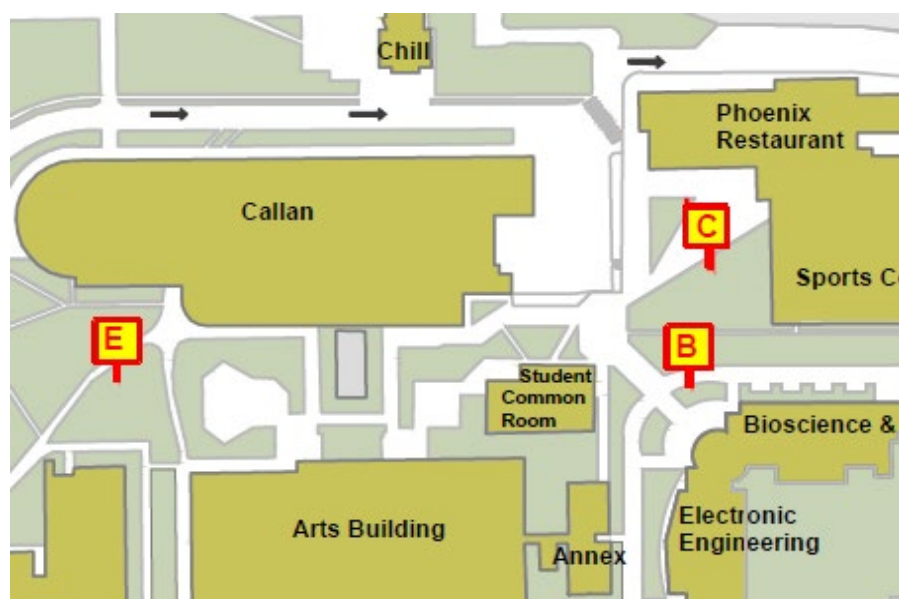 Chill
Phoenix
Restaurant
Callan
C
Sports Co
E
B
Student
Common
Room
Bioscience &
Arts Building
Annex
Electronic
Engineering